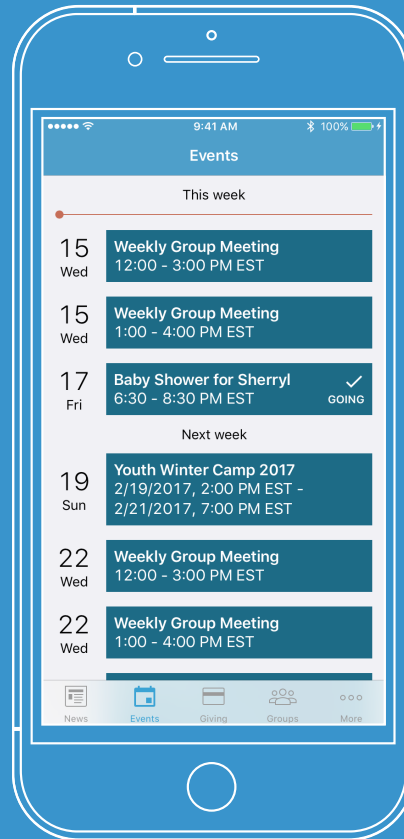 9:41 AM
100%
Events
This week
15
Wed
Weekly Group Meeting
12:00 - 3:00 PM EST
15
Wed
Weekly Group Meeting
1:00 - 4:00 PM EST
17
Fri
Baby Shower for Sherryl
6:30 - 8:30 PM EST
GOING
Next week
19
Sun
Youth Winter Camp 2017
2/19/2017, 2:00 PM EST -
2/21/2017, 7:00 PM EST
22
Wed
Weekly Group Meeting
12:00 - 3:00 PM EST
22
Wed
Weekly Group Meeting
1:00 - 4:00 PM EST
News
Events
Giving
Groups
More